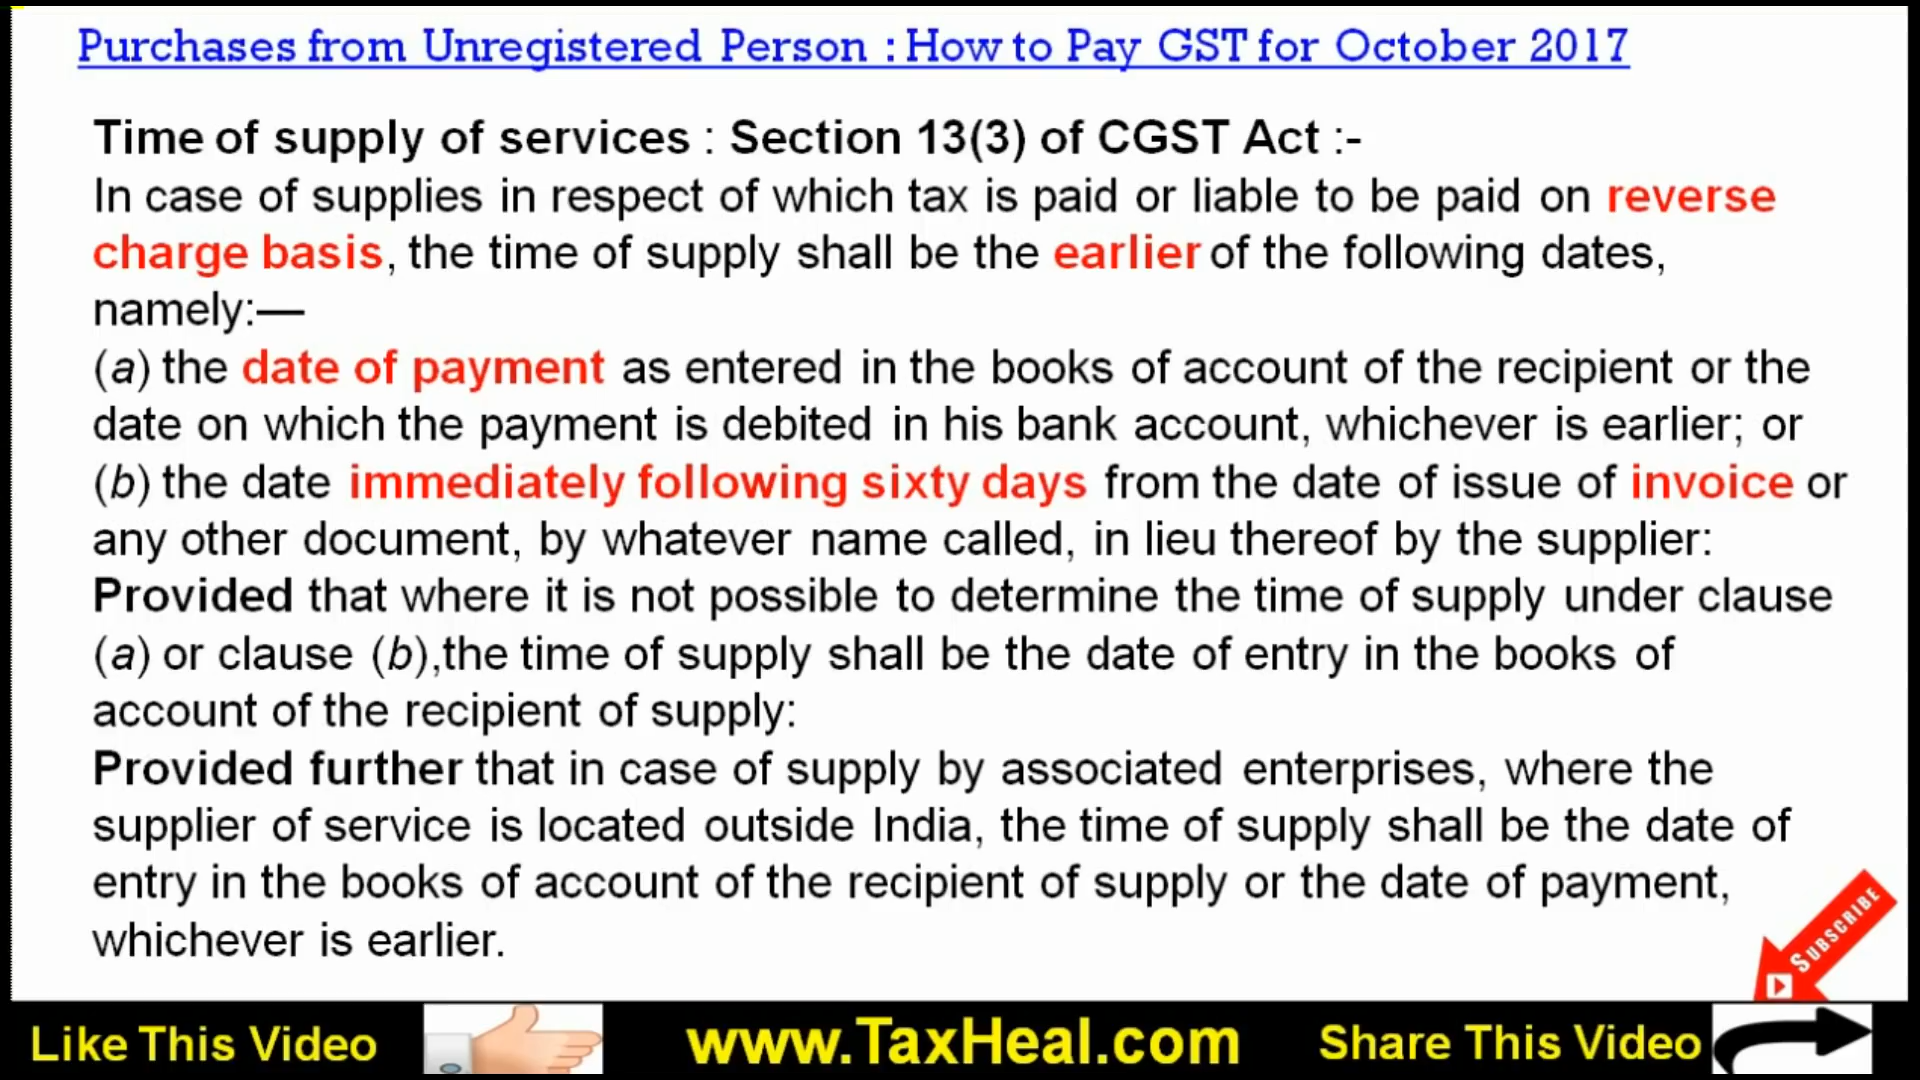 Purchases from Unregistered Person : How to Pay GST for October 2017
Time of supply of services : Section 13(3) of CGST Act :-
In case of supplies in respect of which tax is paid or liable to be paid on reverse
charge basis, the time of supply shall be the earlier of the following dates,
namely:—
(a) the date of payment as entered in the books of account of the recipient or the
date on which the payment is debited in his bank account, whichever is earlier; or
(b) the date immediately following sixty days from the date of issue of invoice or
any other document, by whatever name called, in lieu thereof by the supplier:
Provided that where it is not possible to determine the time of supply under clause
(a) or clause (b),the time of supply shall be the date of entry in the books of
account of the recipient of supply:
Provided further that in case of supply by associated enterprises, where the
supplier of service is located outside India, the time of supply shall be the date of
entry in the books of account of the recipient of supply or the date of payment,
whichever is earlier.
SUBSCRIBE
Like This Video
www.TaxHeal.com
Share This Video